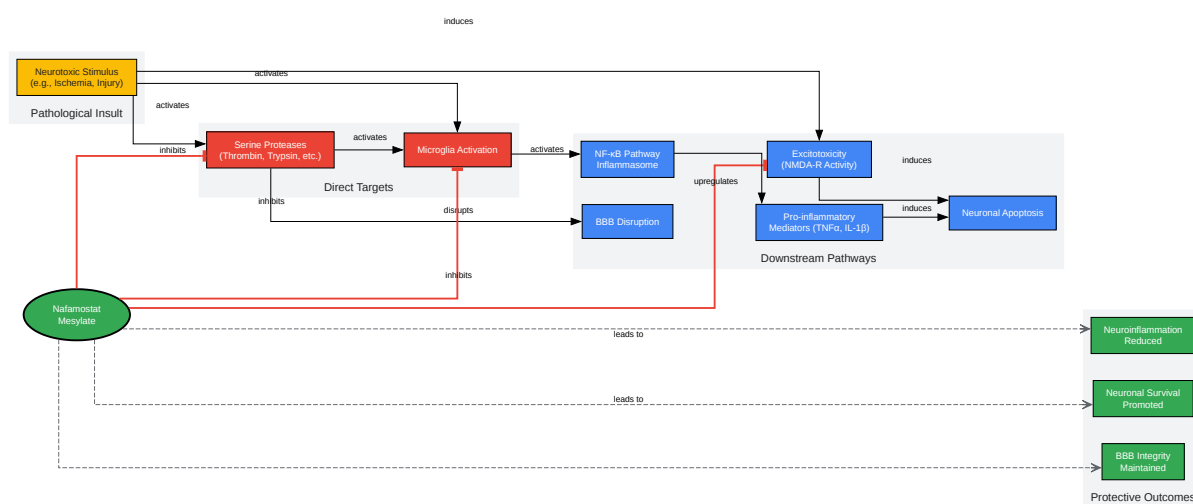 induces
Neurotoxic Stimulus
(e.g., Ischemia, Injury)
activates
Pathological Insult
activates
inhibits
Serine Proteases
(Thrombin, Trypsin, etc.)
activates
Microglia Activation
activates
Direct Targets
NF-κB Pathway
Inflammasome
Excitotoxicity
(NMDA-R Activity)
induces
upregulates
inhibits
disrupts
BBB Disruption
Pro-inflammatory
Mediators (TNFα, IL-1β)
induces
Neuronal Apoptosis
Downstream Pathways
inhibits
Nafamostat
Mesylate
leads to
Neuroinflammation
Reduced
leads to
Neuronal Survival
Promoted
BBB Integrity
Maintained
Protective Outcomes